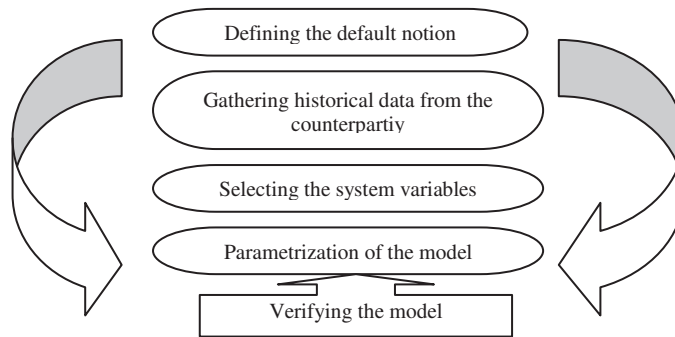 Defining the default notion
Gathering historical data from the
counterpartiy
Selecting the system variables
Parametrization of the model
Verifying the model